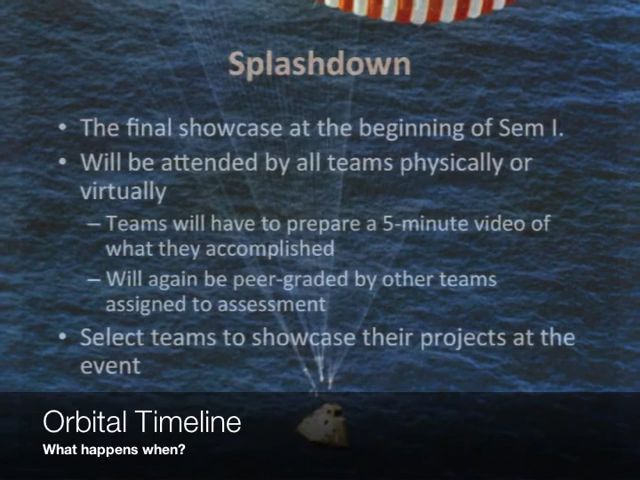 Splashdown
• The final showcase at the beginning of Sem I.
• Will be attended by all teams physically or
virtually
– Teams will have to prepare a 5-minute video of
what they accomplished
– Will again be peer-graded by other teams
assigned to assessment
• Select teams to showcase their projects at the
event
Orbital Timeline
What happens when?